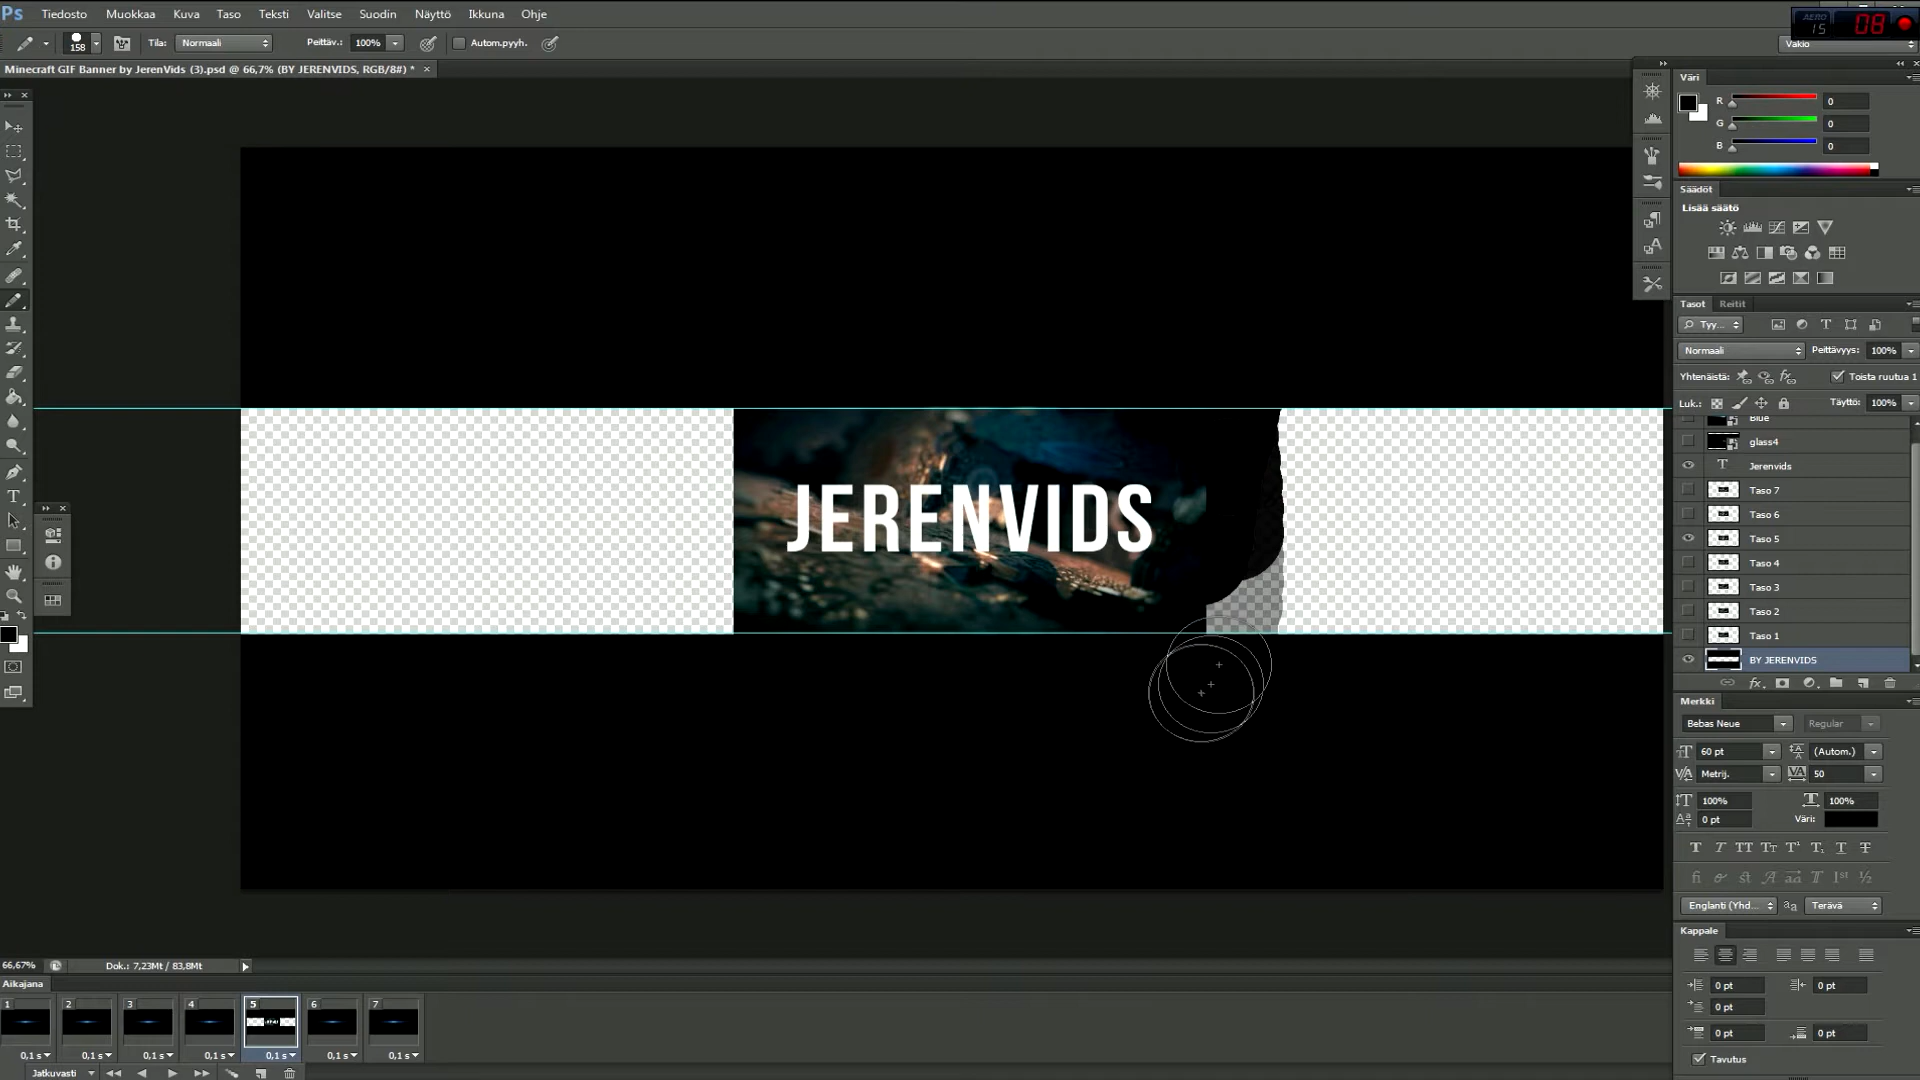 Ps Tiedosto Muokkaa Kuva Taso Teksti Valitse Suodin Näyttö Ikkuna Ohje
AERO 15 08
158 Tila: Normaali Peittäv.: 100% Autom.pyyh.
Vakio
Minecraft GIF Banner by JerenVids (3).psd @ 66,7% (BY JERENVIDS, RGB/8#) * ×
Väri
R 0
G 0
B 0
Säädöt
Lisää säätö
Tasot Reitit
Tyy...
Normaali Peittävyys: 100%
Yhtenäistä: Toista ruutua 1
Luk.: Täyttö: 100%
Blue
glass4
T Jerenvids
Taso 7
Taso 6
Taso 5
Taso 4
Taso 3
Taso 2
Taso 1
BY JERENVIDS
JERENVIDS
Merkki
Bebas Neue Regular
60 pt (Autom.)
Metrij. 50
100% 100%
0 pt Väri:
Englanti (Yhd... Terävä
Kappale
0 pt 0 pt
0 pt
0 pt 0 pt
Tavutus
66,67% Dok.: 7,23Mt / 83,8Mt
Aikajana
1 2 3 4 5 6 7
0,1 s 0,1 s 0,1 s 0,1 s 0,1 s 0,1 s 0,1 s
Jatkuvasti